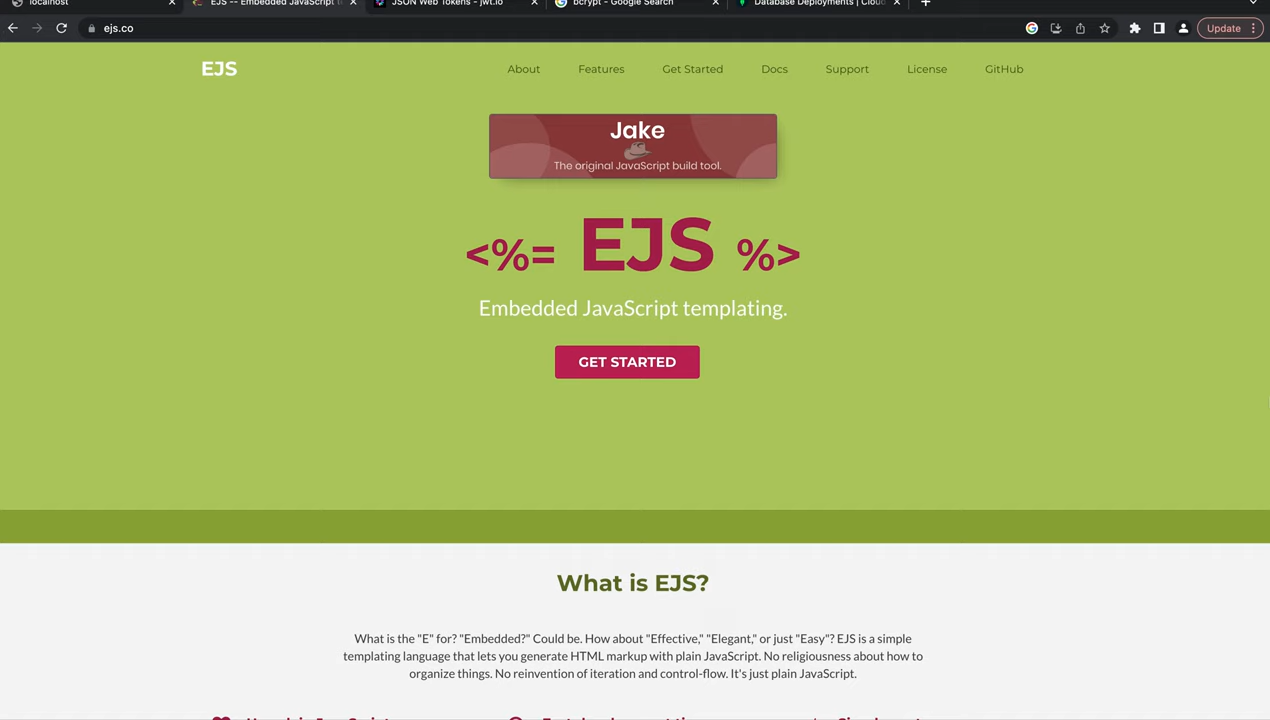 localhost
EJS -- Embedded JavaScript t
JSON Web Tokens - jwt.io
bcrypt - Google Search
Database Deployments | Clou
ejs.co
Update
EJS
About
Features
Get Started
Docs
Support
License
GitHub
Jake
The original JavaScript build tool.
<%= EJS %>
Embedded JavaScript templating.
GET STARTED
What is EJS?
What is the "E" for? "Embedded?" Could be. How about "Effective," "Elegant," or just "Easy"? EJS is a simple
templating language that lets you generate HTML markup with plain JavaScript. No religiousness about how to
organize things. No reinvention of iteration and control-flow. It's just plain JavaScript.